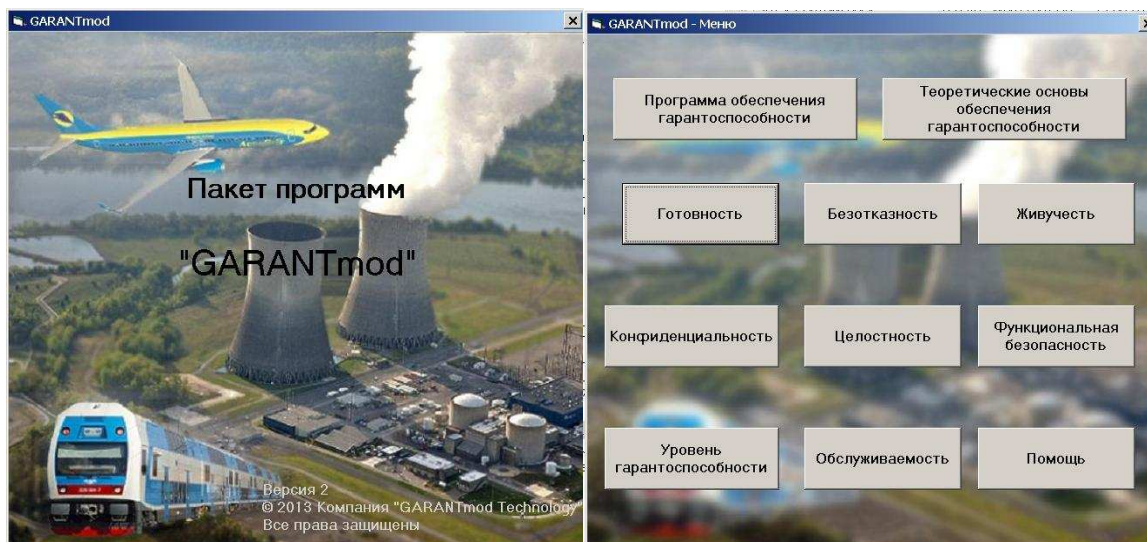 GARANTmod
Пакет программ
"GARANTmod"
Версия 2
© 2013 Компания "GARANTmod Technology
Все права защищены
GARANTmod - Меню
Программа обеспечения
гарантоспособности
Теоретические основы
обеспечения
гарантоспособности
Готовность
Безотказность
Живучесть
Конфиденциальность
Целостность
Функциональная
безопасность
Уровень
гарантоспособности
Обслуживаемость
Помощь